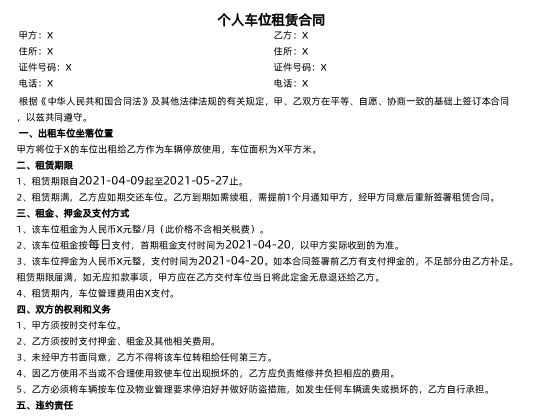 个人车位租赁合同
甲方：X 乙方：X
住所：X 住所：X
证件号码：X 证件号码：X
电话：X 电话：X
根据《中华人民共和国合同法》及其他法律法规的有关规定，甲、乙双方在平等、自愿、协商一致的基础上签订本合同
，以兹共同遵守。
一、出租车位坐落位置
甲方将位于X的车位出租给乙方作为车辆停放使用，车位面积为X平方米。
二、租赁期限
1、租赁期限自2021-04-09起至2021-05-27止。
2、租赁期满，乙方应如期交还车位。乙方到期如需续租，需提前1个月通知甲方，经甲方同意后重新签署租赁合同。
三、租金、押金及支付方式
1、该车位租金为人民币X元整/月（此价格不含相关税费）。
2、该车位租金按每日支付，首期租金支付时间为2021-04-20，以甲方实际收到的为准。
3、该车位押金为人民币X元整，支付时间为2021-04-20。如本合同签署前乙方有支付押金的，不足部分由乙方补足。
租赁期限届满，如无应扣款事项，甲方应在乙方交付车位当日将此定金无息退还给乙方。
4、租赁期内，车位管理费用由X支付。
四、双方的权利和义务
1、甲方须按时交付车位。
2、乙方须按时支付押金、租金及其他相关费用。
3、未经甲方书面同意，乙方不得将该车位转租给任何第三方。
4、因乙方使用不当或不合理使用致使车位出现损坏的，乙方应负责维修并负担相应的费用。
5、乙方必须将车辆按车位及物业管理要求停泊好并做好防盗措施，如发生任何车辆遗失或损坏的，乙方自行承担。
五、违约责任